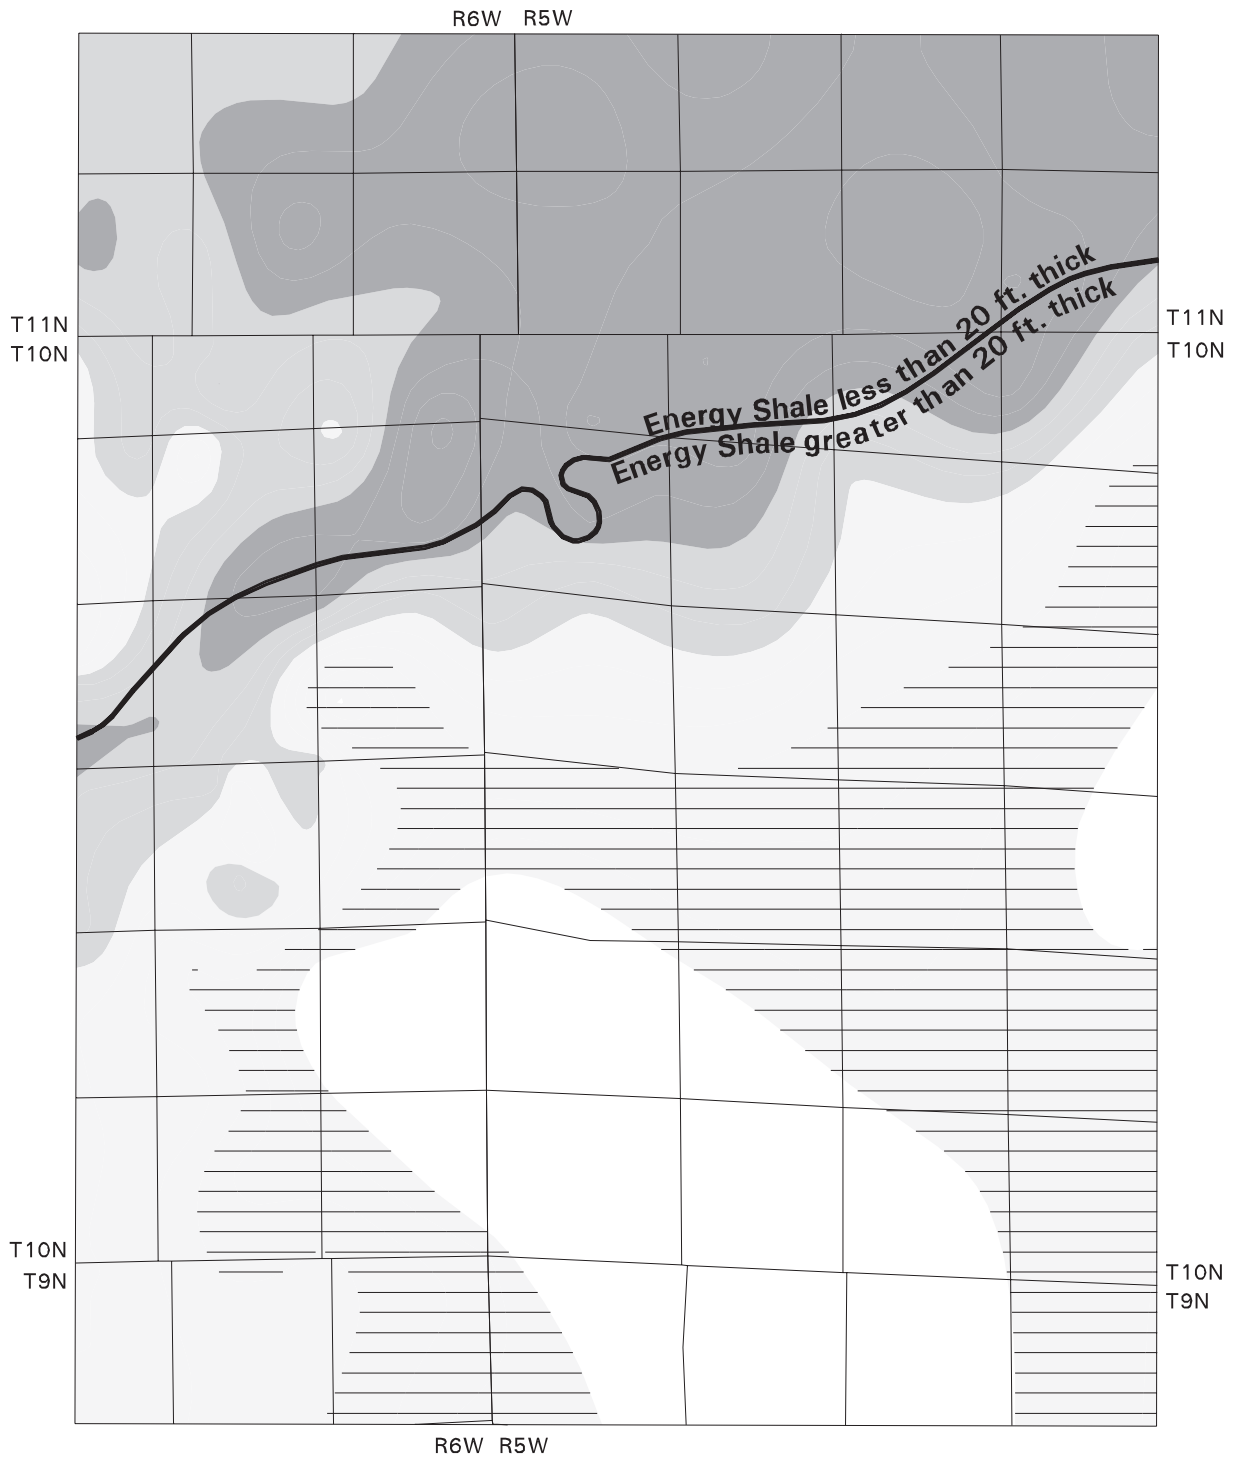 R6W R5W
Energy Shale less than 20 ft. thick
Energy Shale greater than 20 ft. thick
T11N
T10N
T11N
T10N
T10N
T9N
T10N
T9N
R6W R5W